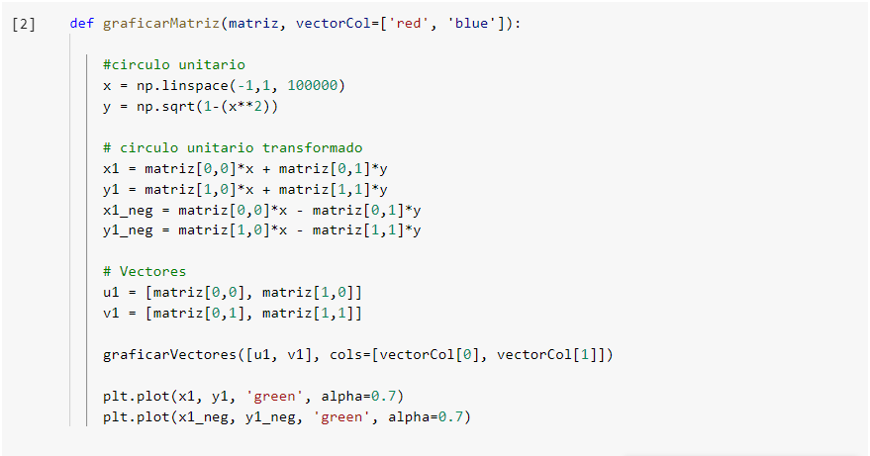 [2] def graficarMatriz(matriz, vectorCol=['red', 'blue']):
#circulo unitario
x = np.linspace(-1,1, 100000)
y = np.sqrt(1-(x**2))
# circulo unitario transformado
x1 = matriz[0,0]*x + matriz[0,1]*y
y1 = matriz[1,0]*x + matriz[1,1]*y
x1_neg = matriz[0,0]*x - matriz[0,1]*y
y1_neg = matriz[1,0]*x - matriz[1,1]*y
# Vectores
u1 = [matriz[0,0], matriz[1,0]]
v1 = [matriz[0,1], matriz[1,1]]
graficarVectores([u1, v1], cols=[vectorCol[0], vectorCol[1]])
plt.plot(x1, y1, 'green', alpha=0.7)
plt.plot(x1_neg, y1_neg, 'green', alpha=0.7)